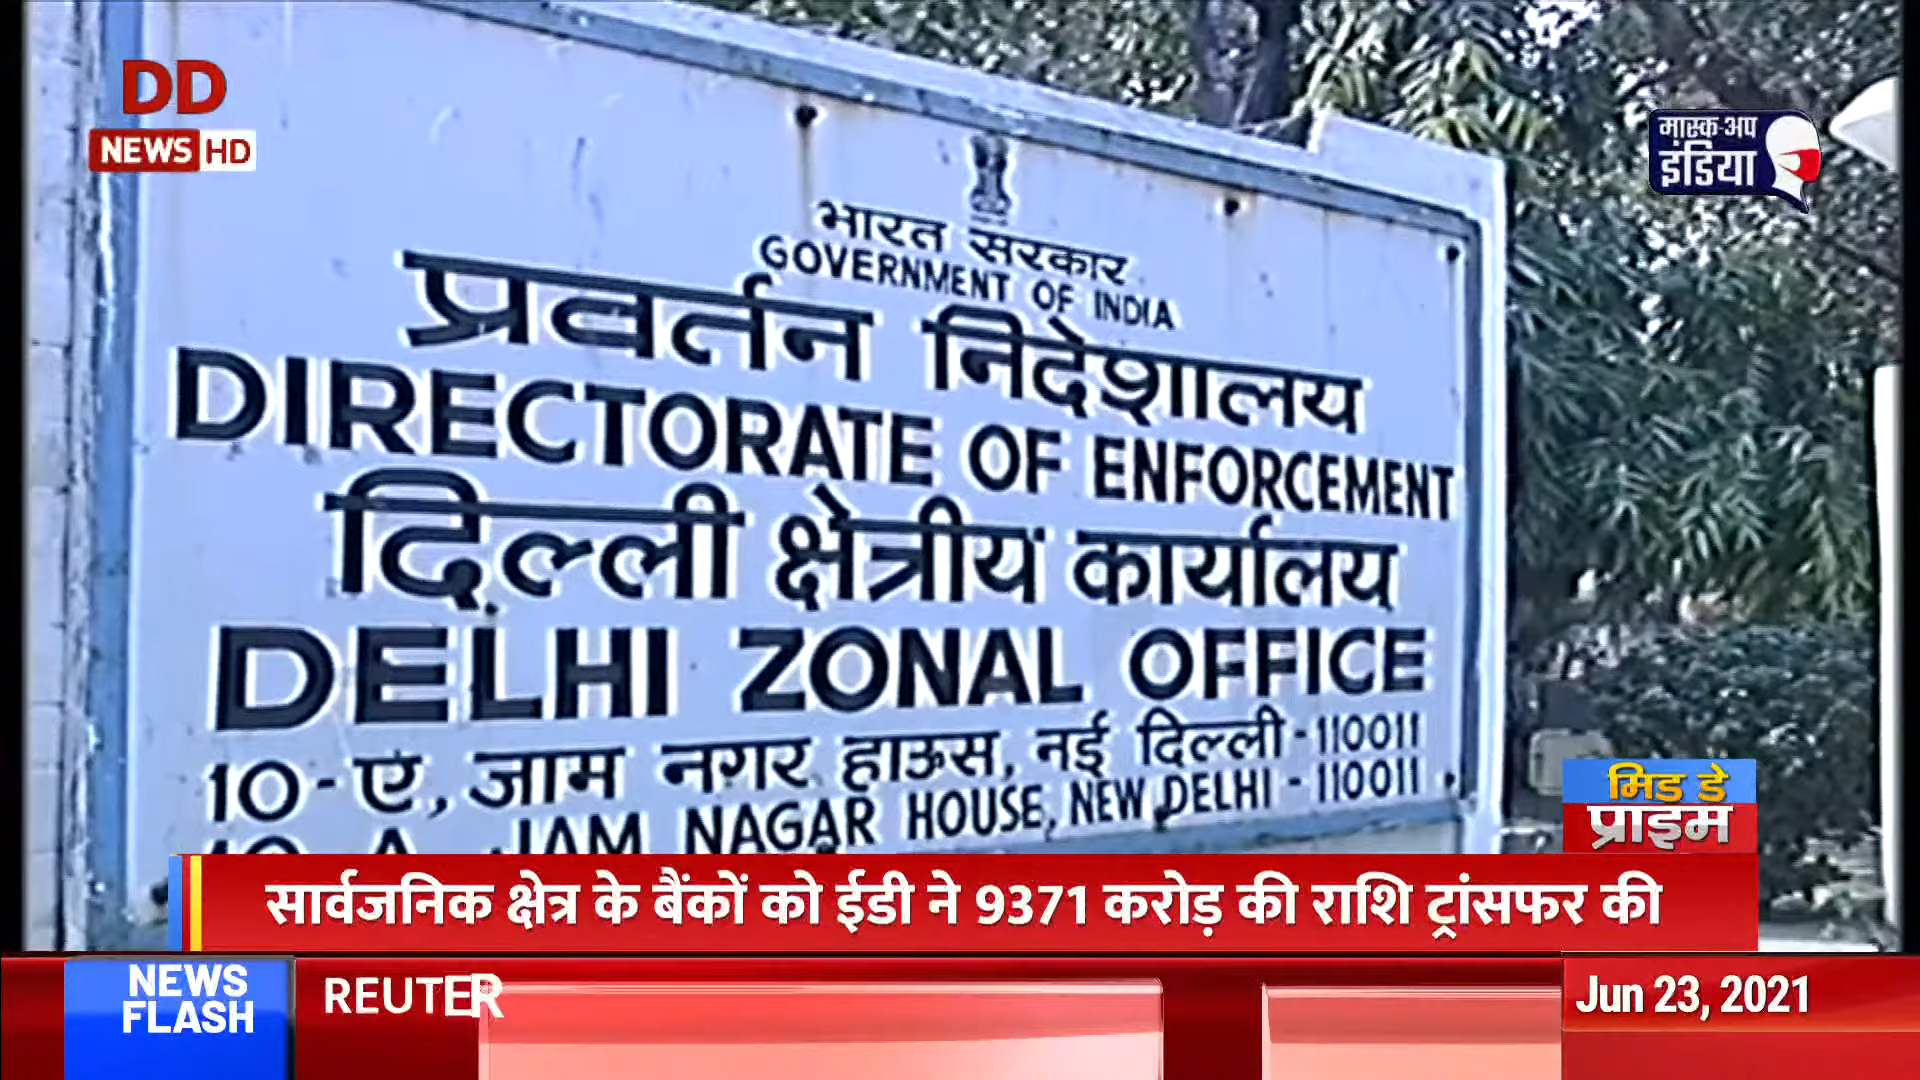 DD
NEWS HD
मास्क-अप
इंडिया
भारत सरकार
GOVERNMENT OF INDIA
प्रवर्तन निदेशालय
DIRECTORATE OF ENFORCEMENT
दिल्ली क्षेत्रीय कार्यालय
DELHI ZONAL OFFICE
10-ए, जाम नगर हाऊस, नई दिल्ली-110011
10-A, JAM NAGAR HOUSE, NEW DELHI - 110011
मिड डे
प्राइम
सार्वजनिक क्षेत्र के बैंकों को ईडी ने 9371 करोड़ की राशि ट्रांसफर की
NEWS
FLASH
REUTER
Jun 23, 2021